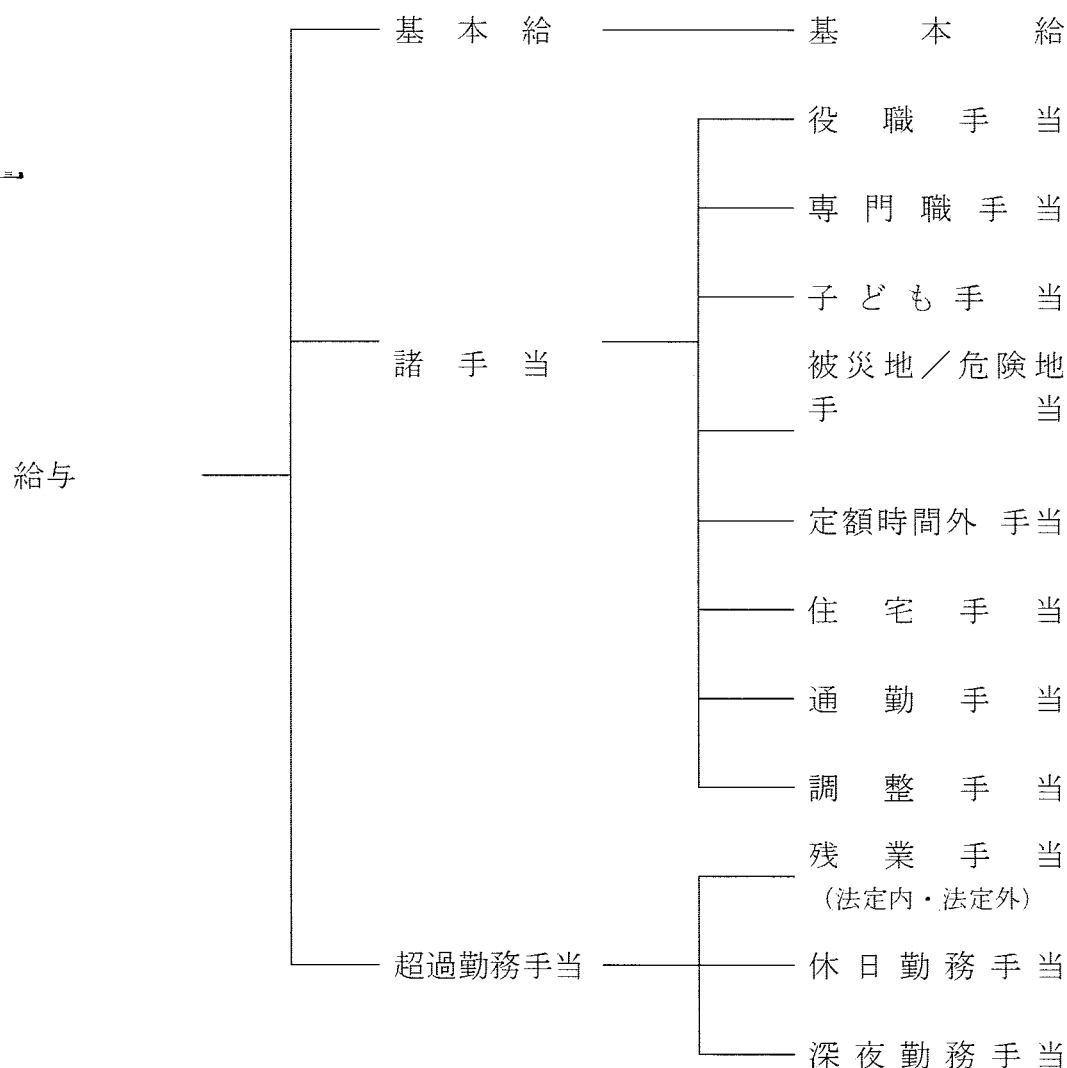 基本給 基本給
役職手当
専門職手当
子ども手当
諸手当
被災地／危険地
手当
給与
定額時間外 手当
住宅手当
通勤手当
調整手当
残業手当
（法定内・法定外）
超過勤務手当 休日勤務手当
深夜勤務手当